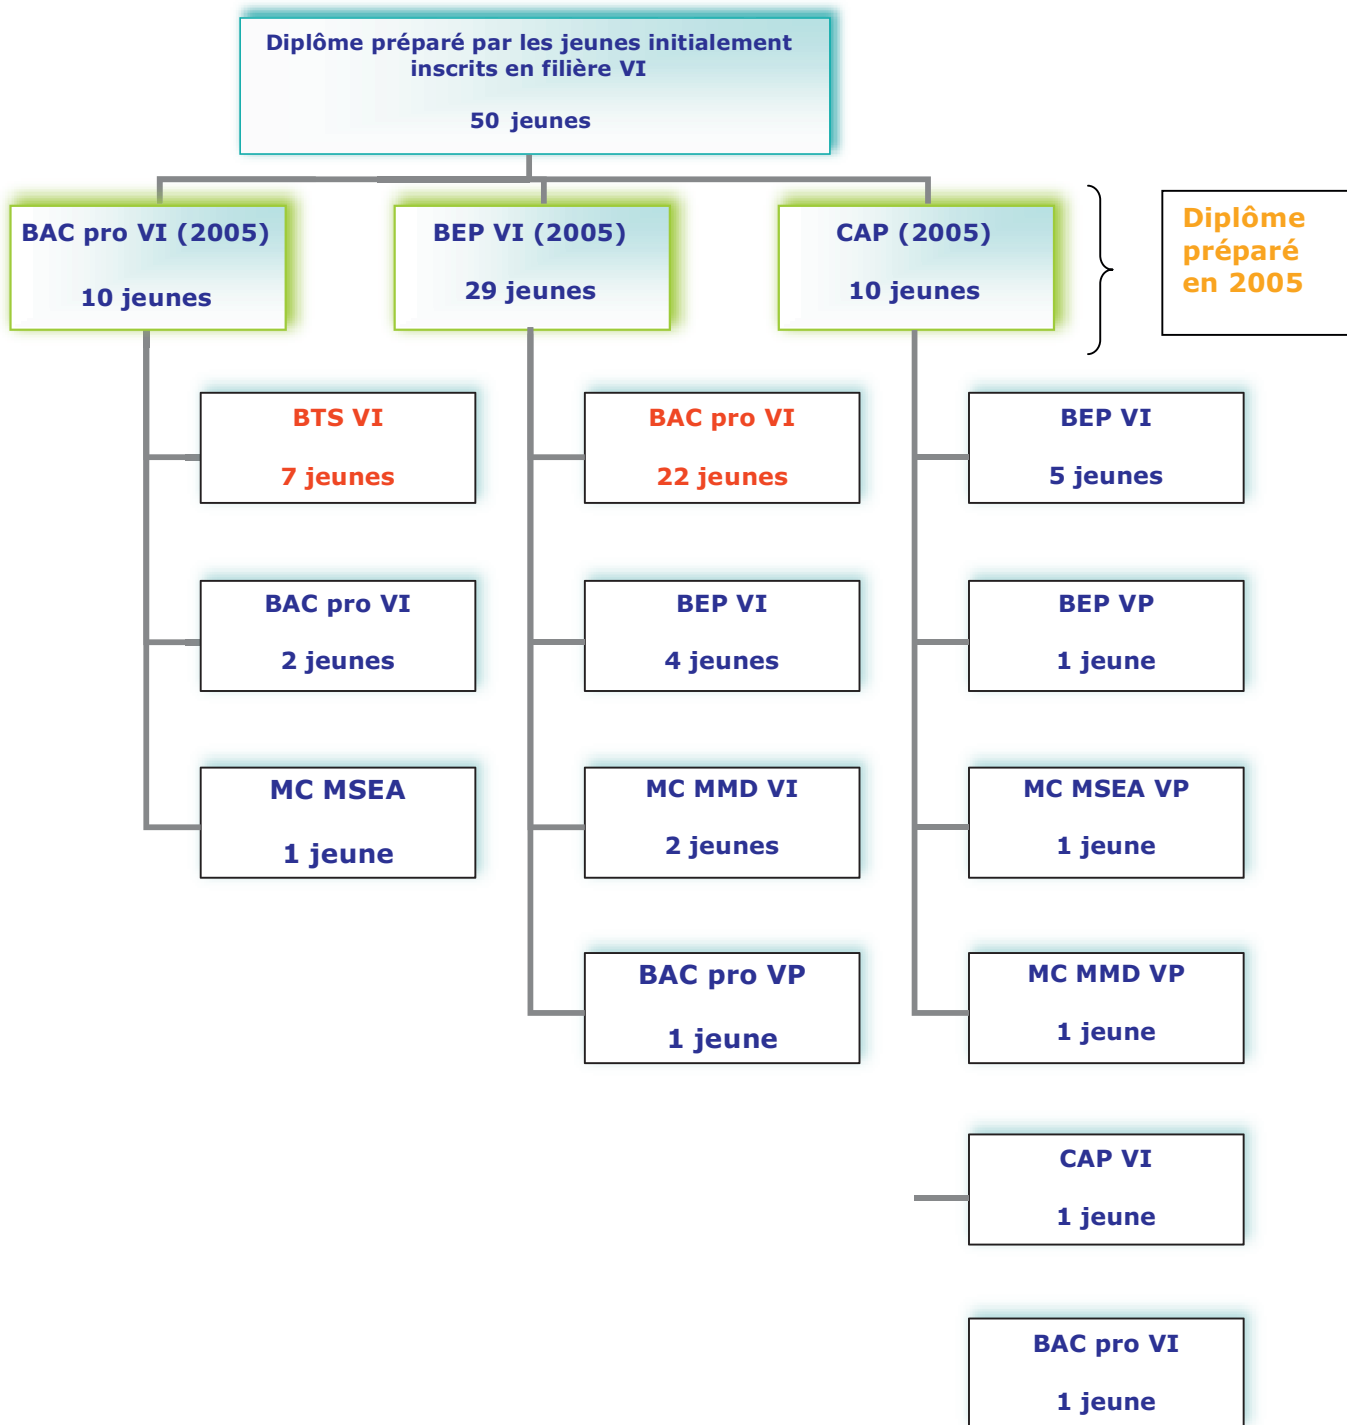 Diplôme préparé par les jeunes initialement
inscrits en filière VI
50 jeunes
BAC pro VI (2005)
10 jeunes
BEP VI (2005)
29 jeunes
CAP (2005)
10 jeunes
Diplôme
préparé
en 2005
BTS VI
7 jeunes
BAC pro VI
22 jeunes
BEP VI
5 jeunes
BAC pro VI
2 jeunes
BEP VI
4 jeunes
BEP VP
1 jeune
MC MSEA
1 jeune
MC MMD VI
2 jeunes
MC MSEA VP
1 jeune
BAC pro VP
1 jeune
MC MMD VP
1 jeune
CAP VI
1 jeune
BAC pro VI
1 jeune